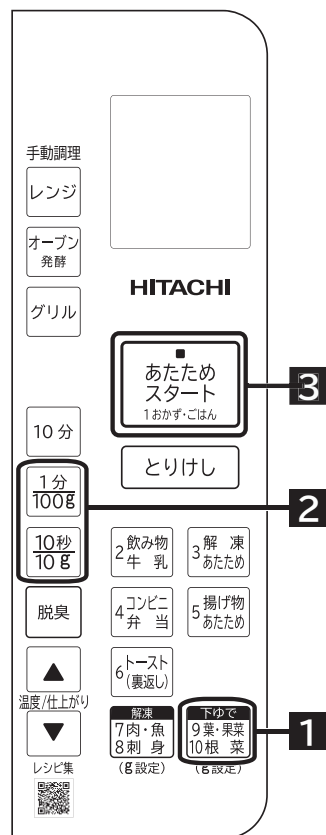 手動調理
レンジ
オーブン
発酵
グリル
HITACHI
あたため
スタート
1おかず・ごはん
3
10分
とりけし
1分
100g
2
10秒
10g
2飲み物
牛乳
3解凍
あたため
脱臭
4コンビニ
弁当
5揚げ物
あたため
▲
温度/仕上がり
▼
6トースト
(裏返し)
解凍
7肉・魚
8刺身
(g設定)
下ゆで
9葉・果菜
10根菜
(g設定)
1
レシピ集